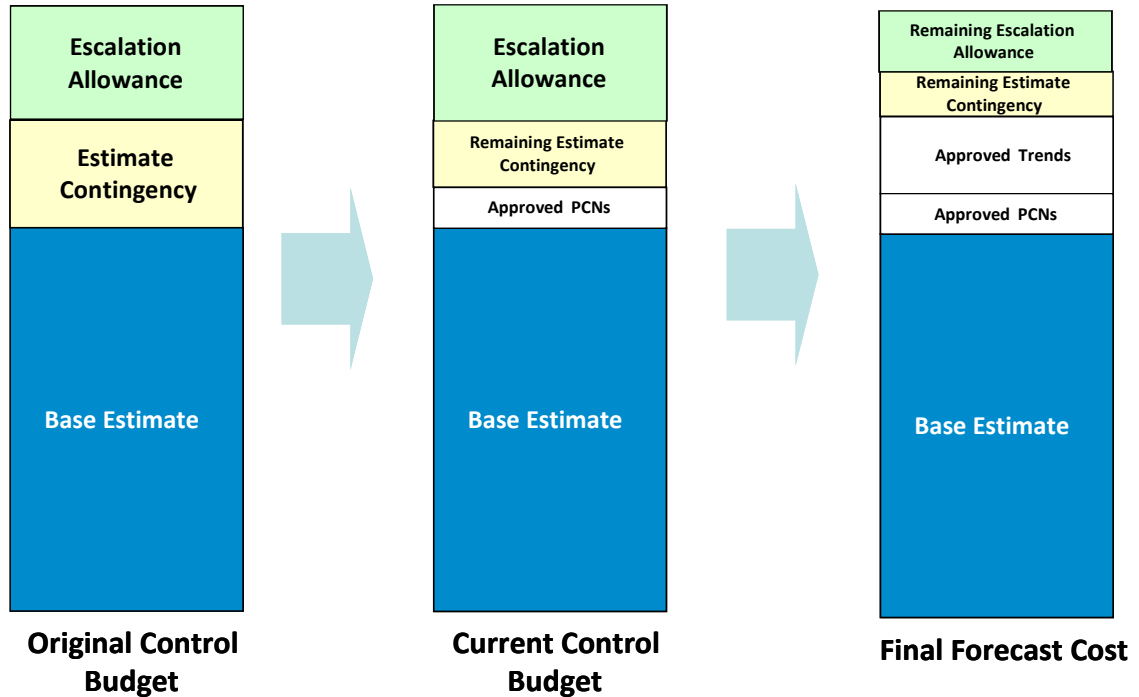 Escalation
Allowance
Estimate
Contingency
Base Estimate
Original Control
Budget
Escalation
Allowance
Remaining Estimate
Contingency
Approved PCNs
Base Estimate
Current Control
Budget
Remaining Escalation
Allowance
Remaining Estimate
Contingency
Approved Trends
Approved PCNs
Base Estimate
Final Forecast Cost